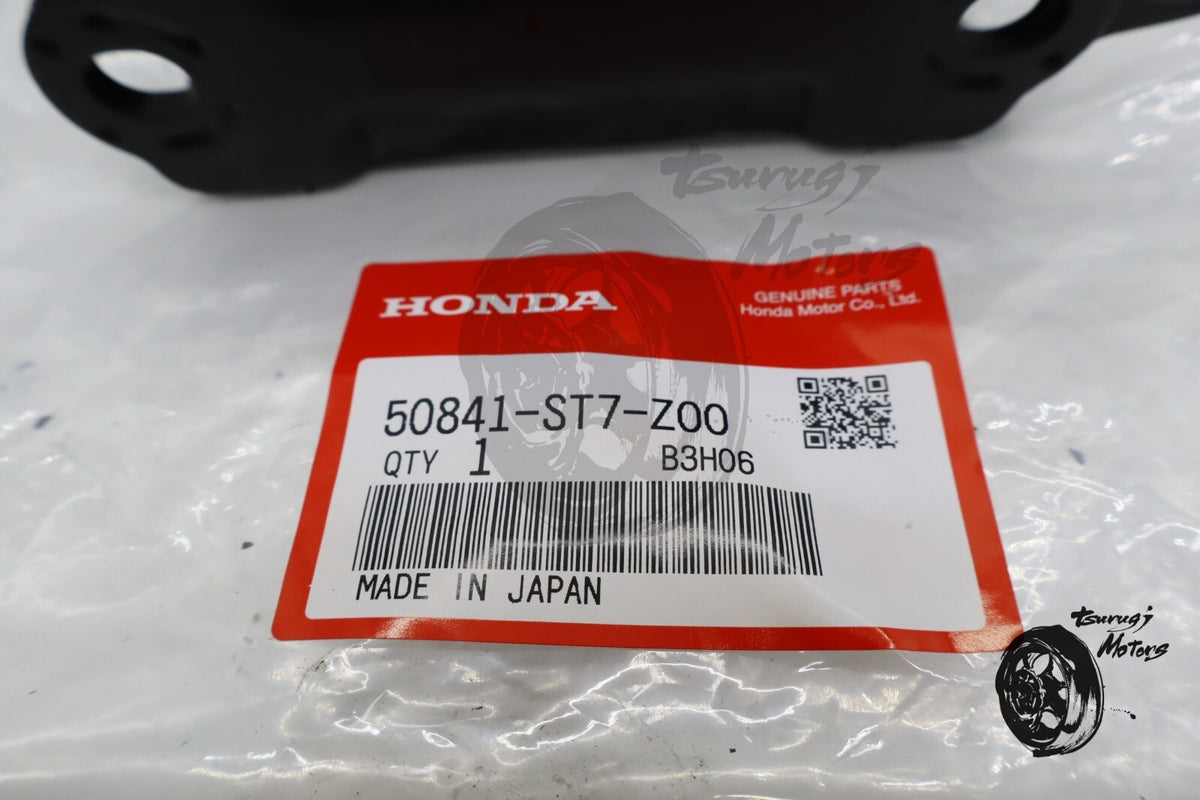 tsurugi
Motors
HONDA
GENUINE PARTS
Honda Motor Co., Ltd.
50841-ST7-Z00
QTY 1 B3H06
MADE IN JAPAN
tsurugi
Motors